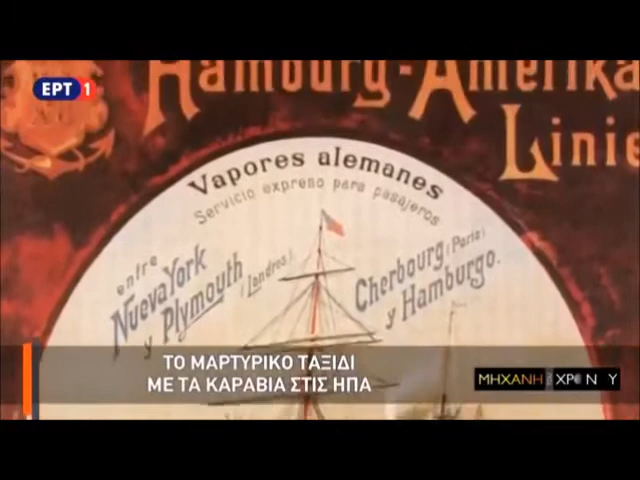 ΕΡΤ 1
Hamburg-Amerika
Linie
Vapores alemanes
Servicio expreso para pasajeros
entre
Nueva York
y Plymouth (Londres)
Cherbourg (Paris)
y Hamburgo.
ΤΟ ΜΑΡΤΥΡΙΚΟ ΤΑΞΙΔΙ
ΜΕ ΤΑ ΚΑΡΑΒΙΑ ΣΤΙΣ ΗΠΑ
ΜΗΧΑΝΗ ΧΡΟΝ Υ